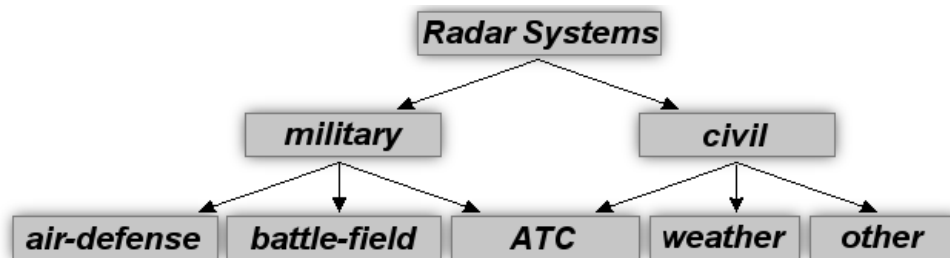 Radar Systems
military
civil
air-defense
battle-field
ATC
weather
other